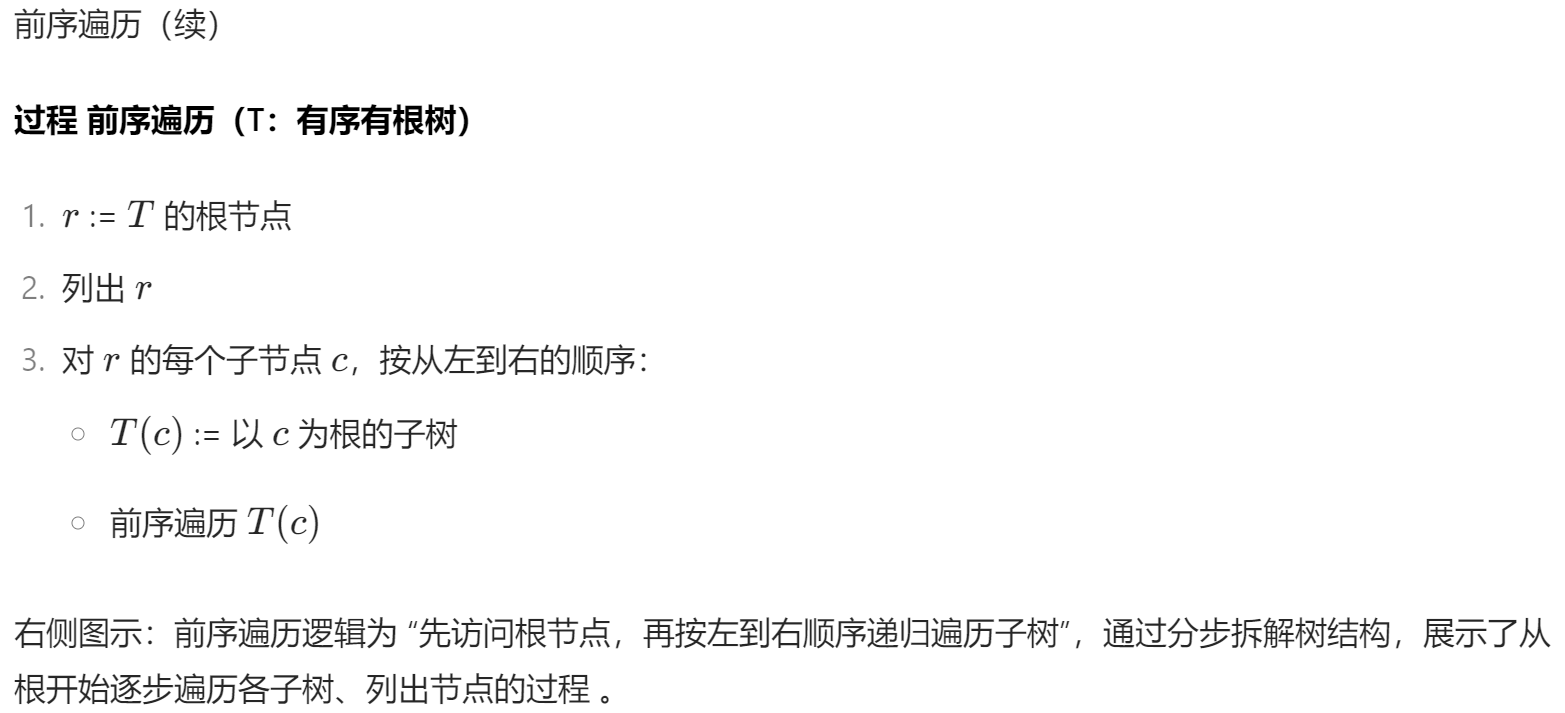 前序遍历（续）
过程 前序遍历（T：有序有根树）
1. r := T 的根节点
2. 列出 r
3. 对 r 的每个子节点 c，按从左到右的顺序：
○ T(c) := 以 c 为根的子树
○ 前序遍历 T(c)
右侧图示：前序遍历逻辑为 “先访问根节点，再按左到右顺序递归遍历子树”，通过分步拆解树结构，展示了从
根开始逐步遍历各子树、列出节点的过程 。